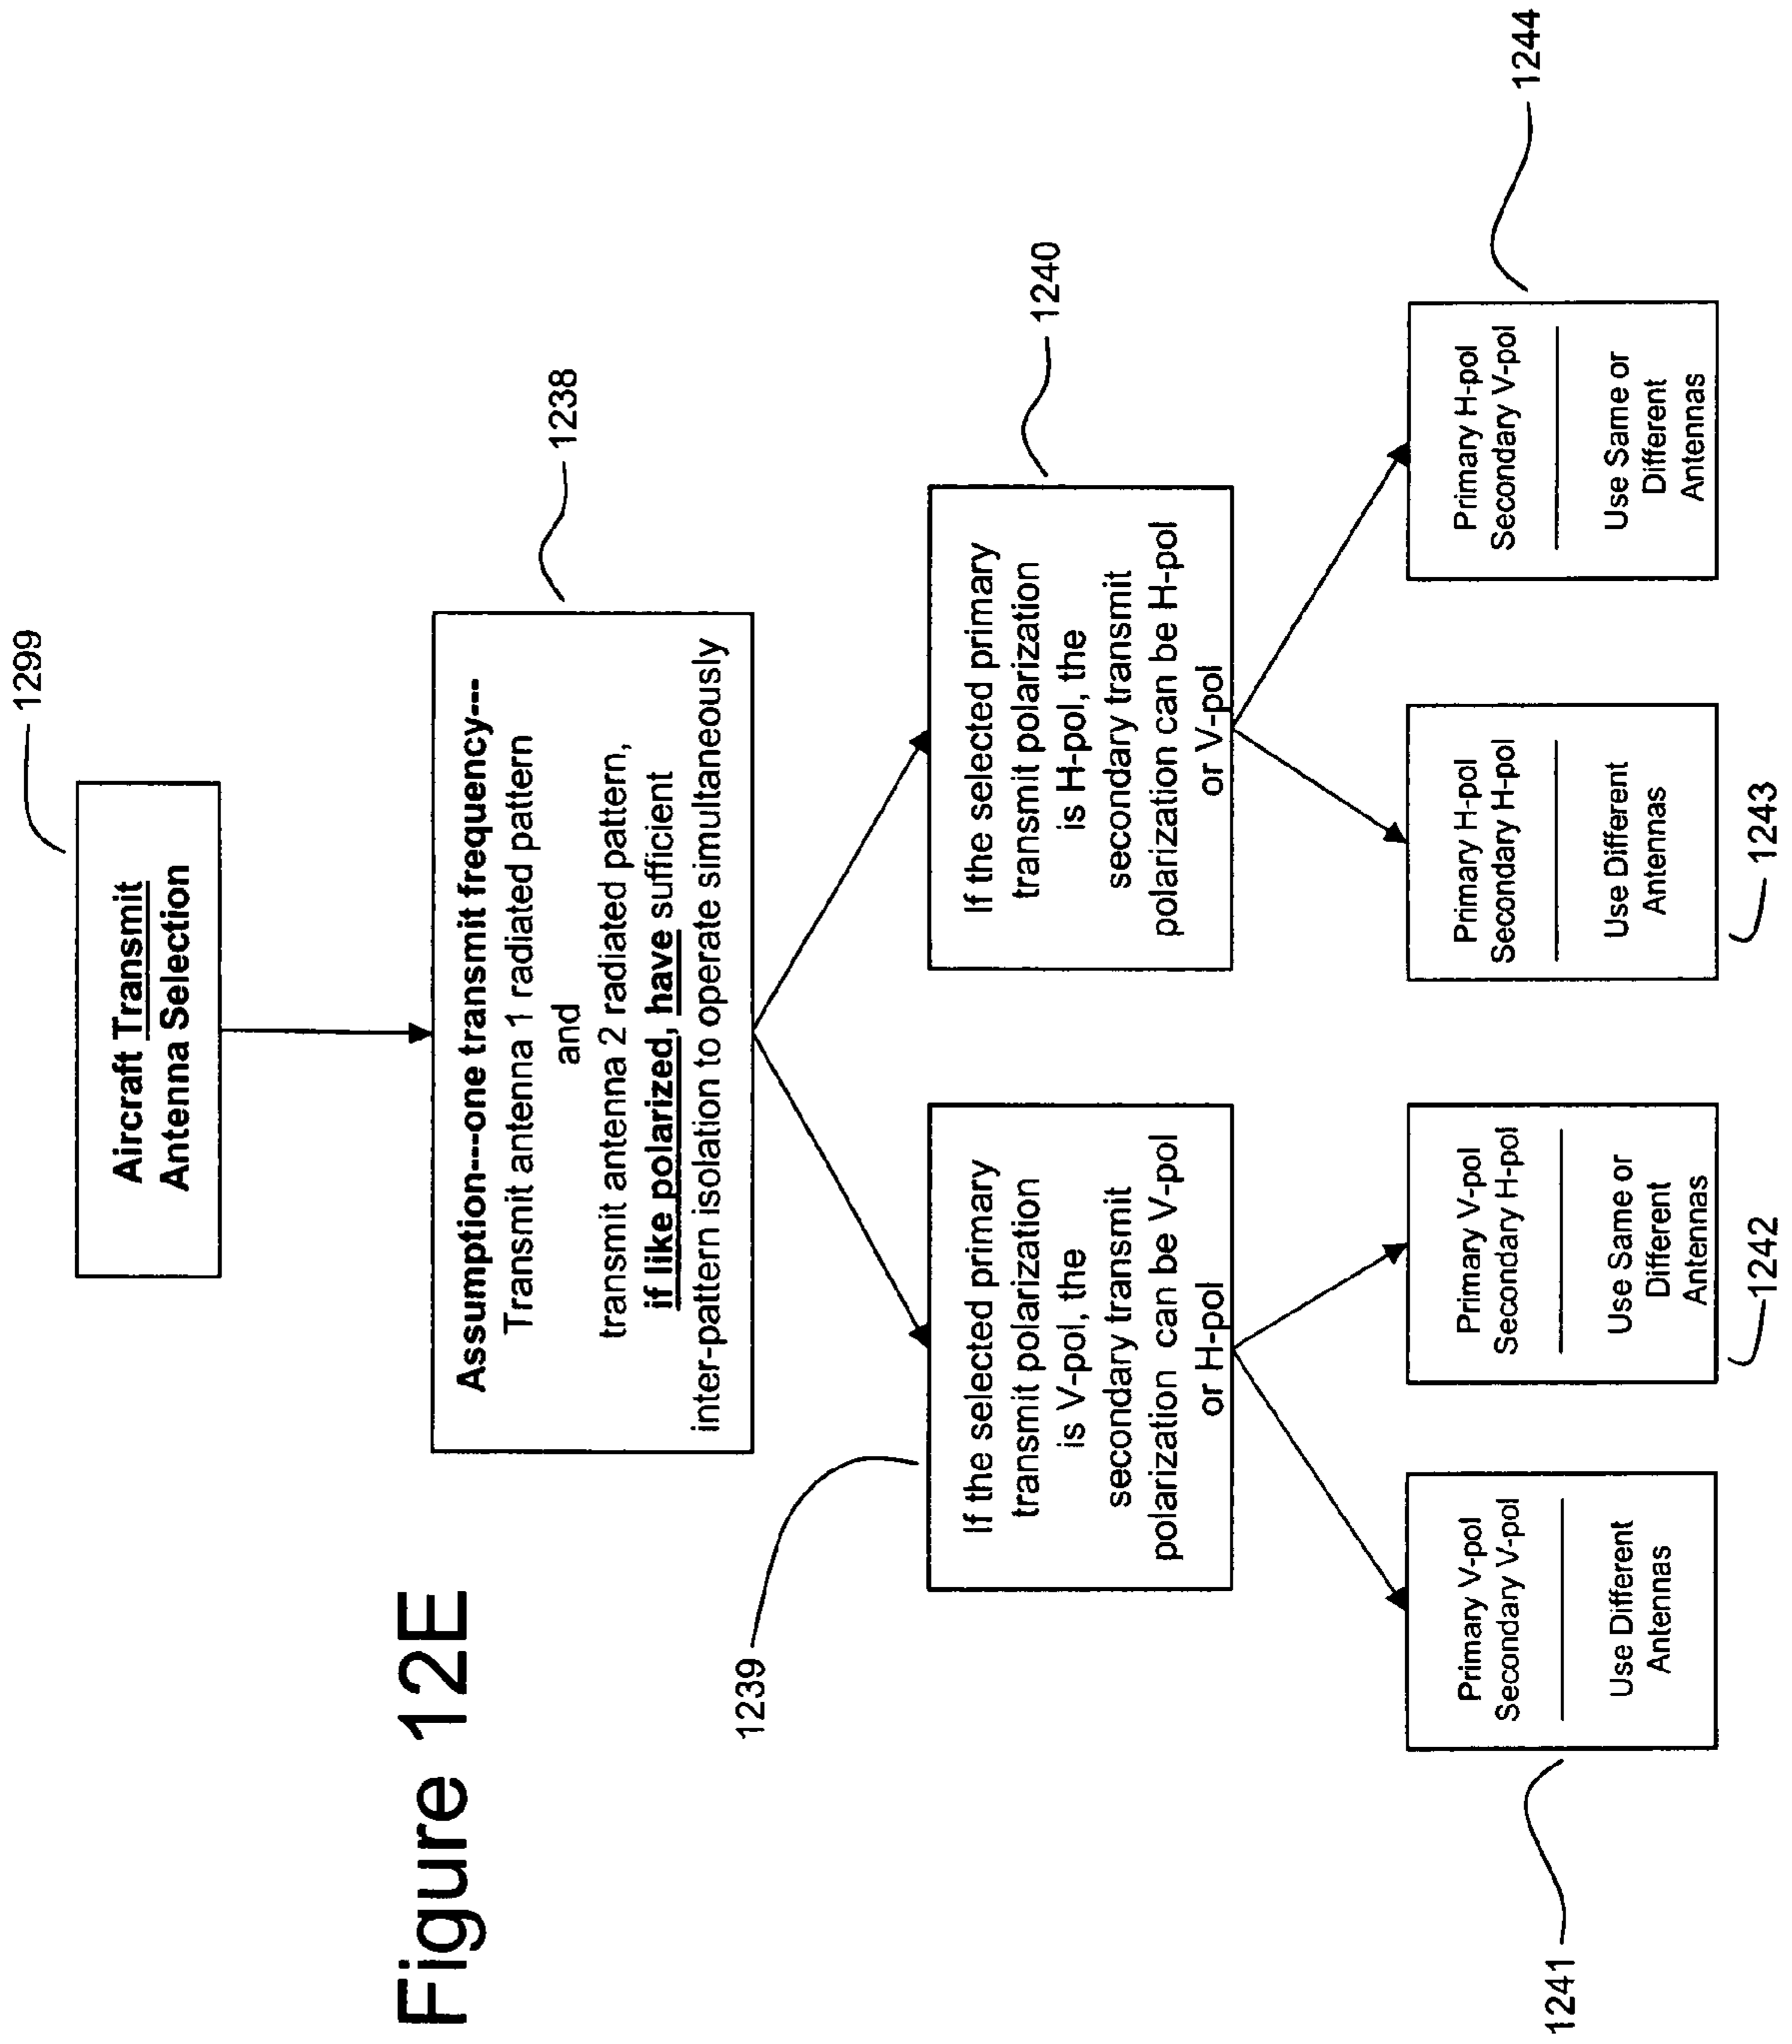 Figure 12E
Aircraft Transmit
Antenna Selection
1299
Assumption---one transmit frequency---
Transmit antenna 1 radiated pattern
and
transmit antenna 2 radiated pattern,
if like polarized, have sufficient
inter-pattern isolation to operate simultaneously
1238
1239
If the selected primary
transmit polarization
is V-pol, the
secondary transmit
polarization can be V-pol
or H-pol
If the selected primary
transmit polarization
is H-pol, the
secondary transmit
polarization can be H-pol
or V-pol
1240
1241
Primary V-pol
Secondary V-pol
Use Different
Antennas
Primary V-pol
Secondary H-pol
Use Same or
Different
Antennas
1242
Primary H-pol
Secondary H-pol
Use Different
Antennas
1243
Primary H-pol
Secondary V-pol
Use Same or
Different
Antennas
1244